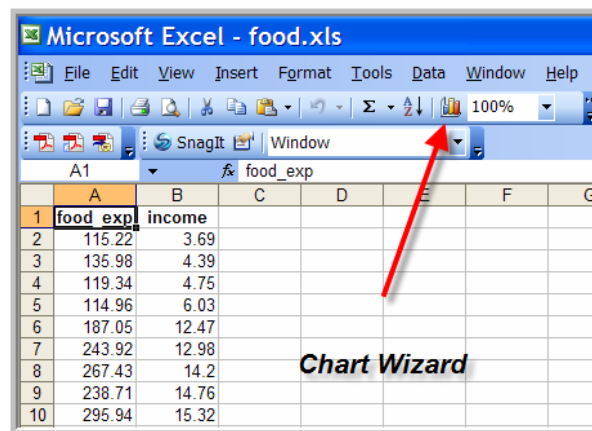 Microsoft Excel - food.xls
File Edit View Insert Format Tools Data Window Help
Σ 100%
SnagIt Window
A1 fx food_exp
A B C D E F G
1 food_exp income
2 115.22 3.69
3 135.98 4.39
4 119.34 4.75
5 114.96 6.03
6 187.05 12.47
7 243.92 12.98
8 267.43 14.2
Chart Wizard
9 238.71 14.76
10 295.94 15.32